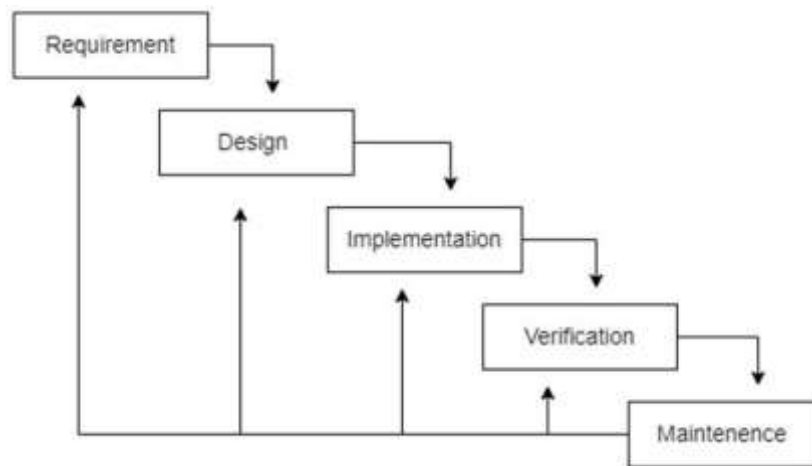 Requirement
Design
Implementation
Verification
Maintenence